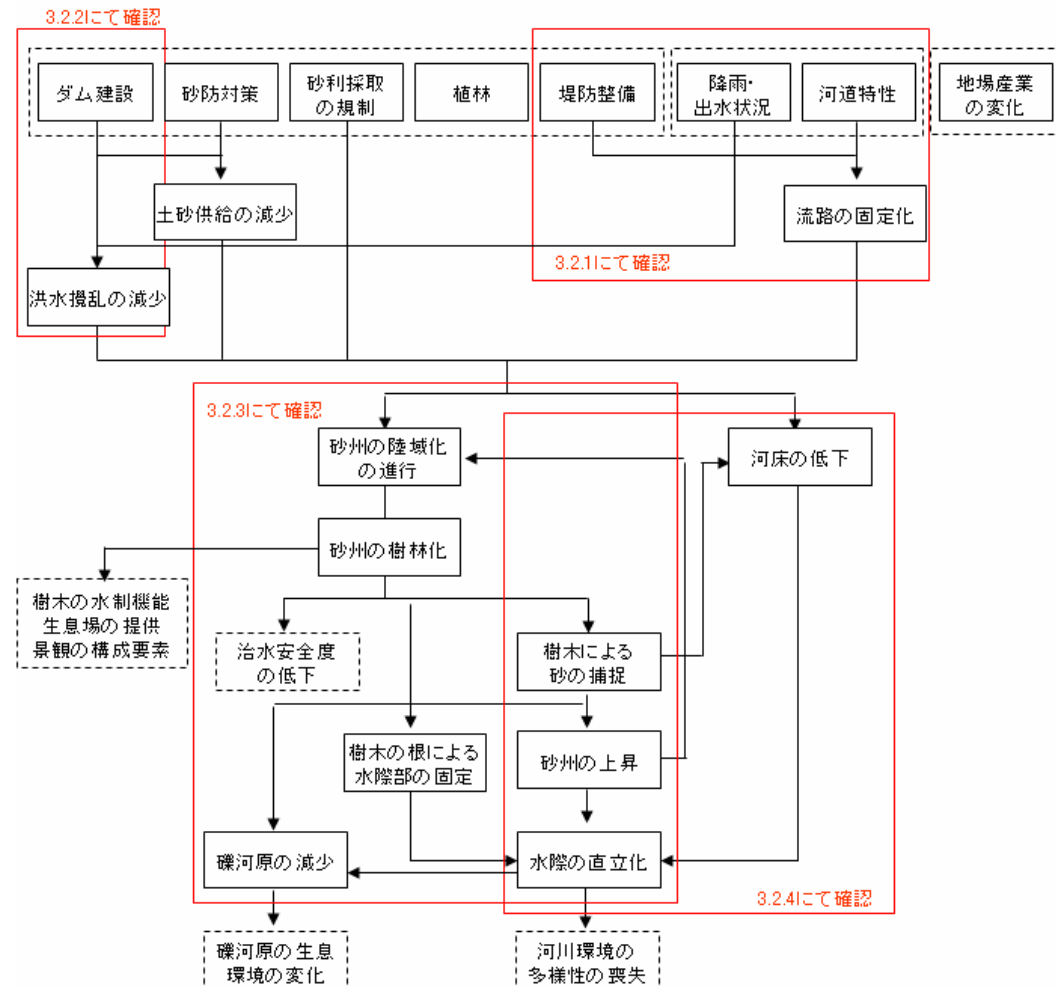 3.2.2にて確認
ダム建設
砂防対策
砂利採取
の規制
植林
堤防整備
降雨・
出水状況
河道特性
地場産業
の変化
土砂供給の減少
流路の固定化
3.2.1にて確認
洪水攪乱の減少
3.2.3にて確認
砂州の陸域化
の進行
河床の低下
砂州の樹林化
樹木の水制機能
生息場の提供
景観の構成要素
治水安全度
の低下
樹木による
砂の捕捉
樹木の根による
水際部の固定
砂州の上昇
礫河原の減少
水際の直立化
3.2.4にて確認
礫河原の生息
環境の変化
河川環境の
多様性の喪失